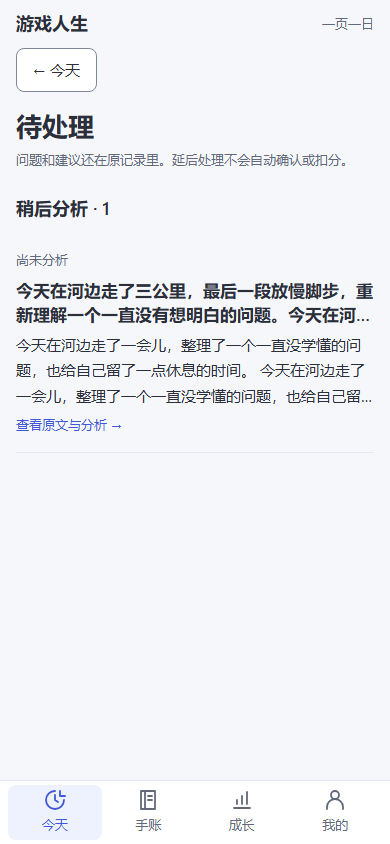 游戏人生
一页一日
← 今天
待处理
问题和建议还在原记录里。延后处理不会自动确认或扣分。
稍后分析 · 1
尚未分析
今天在河边走了三公里，最后一段放慢脚步，重
新理解一个一直没有想明白的问题。今天在河...
今天在河边走了一会儿，整理了一个一直没学懂的问
题，也给自己留了一点休息的时间。 今天在河边走了
一会儿，整理了一个一直没学懂的问题，也给自己留...
查看原文与分析 →
今天
手账
成长
我的